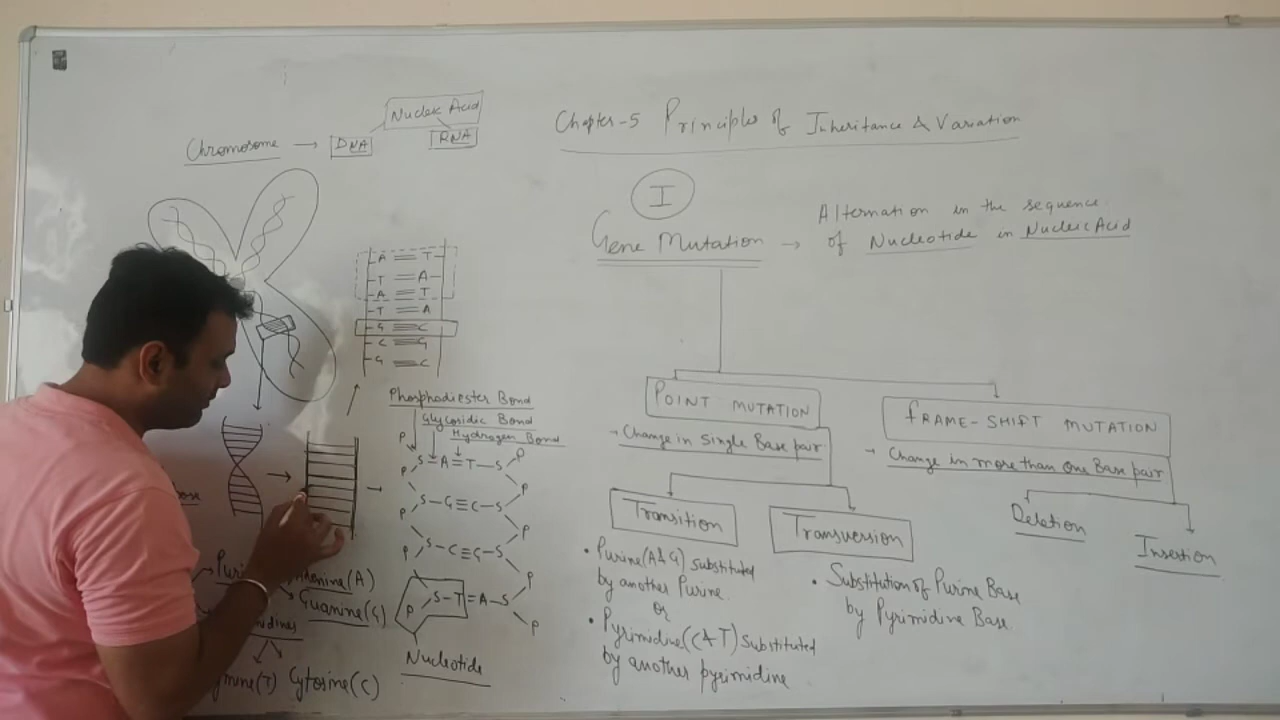 Nucleic Acid
Chromosome → DNA RNA
Chapter-5 Principles of Inheritance & Variation
I
Gene Mutation → Alternation in the sequence
of Nucleotide in Nucleic Acid
A T
T A
A T
T A
G C
C G
G C
Phosphodiester Bond
Glycosidic Bond
Hydrogen Bond
P S=A=T-S P
P S-G≡C-S P
P S-C≡G-S P
P S-T=A-S P
P
Nucleotide
Adenine(A)
Guanine(G)
Cytosine(C)
POINT MUTATION
→ Change in Single Base pair
Transition
• Purine(A&G) substituted
by another Purine.
or
• Pyrimidine(C&T) Substituted
by another pyrimidine
Transversion
• Substitution of Purine Base
by Pyrimidine Base.
FRAME-SHIFT MUTATION
→ Change in more than one Base pair
Deletion
Insertion